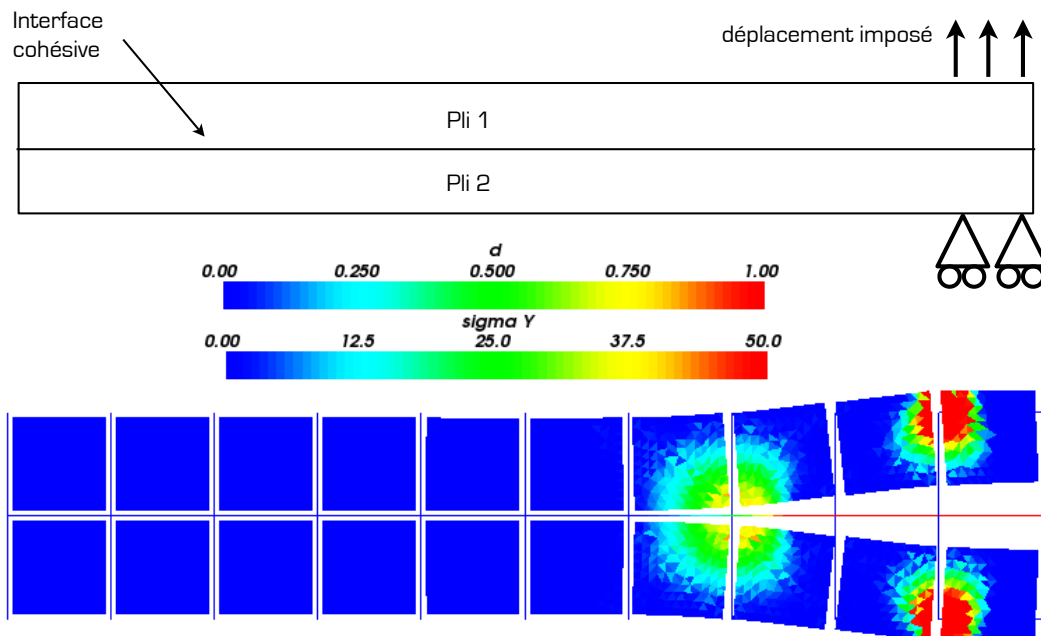 Interface
cohésive
déplacement imposé
Pli 1
Pli 2
d
0.00 0.250 0.500 0.750 1.00
sigma Y
0.00 12.5 25.0 37.5 50.0